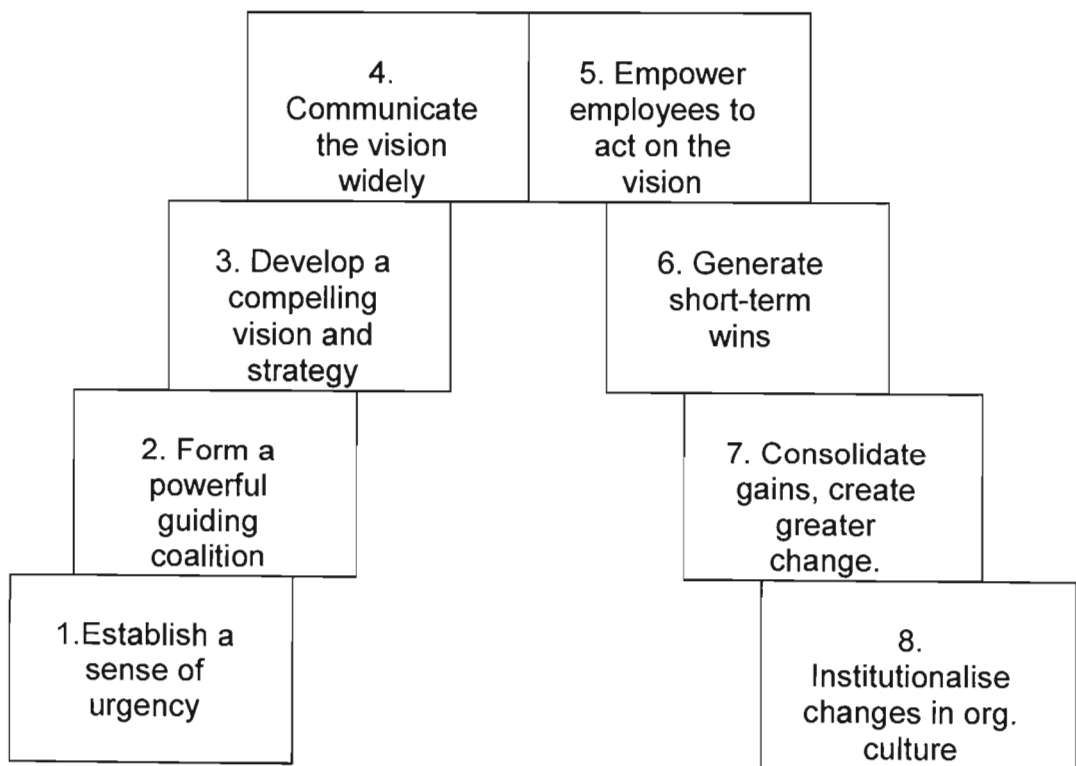 1.Establish a
sense of
urgency
2. Form a
powerful
guiding
coalition
3. Develop a
compelling
vision and
strategy
4.
Communicate
the vision
widely
5. Empower
employees to
act on the
vision
6. Generate
short-term
wins
7. Consolidate
gains, create
greater
change.
8.
Institutionalise
changes in org.
culture